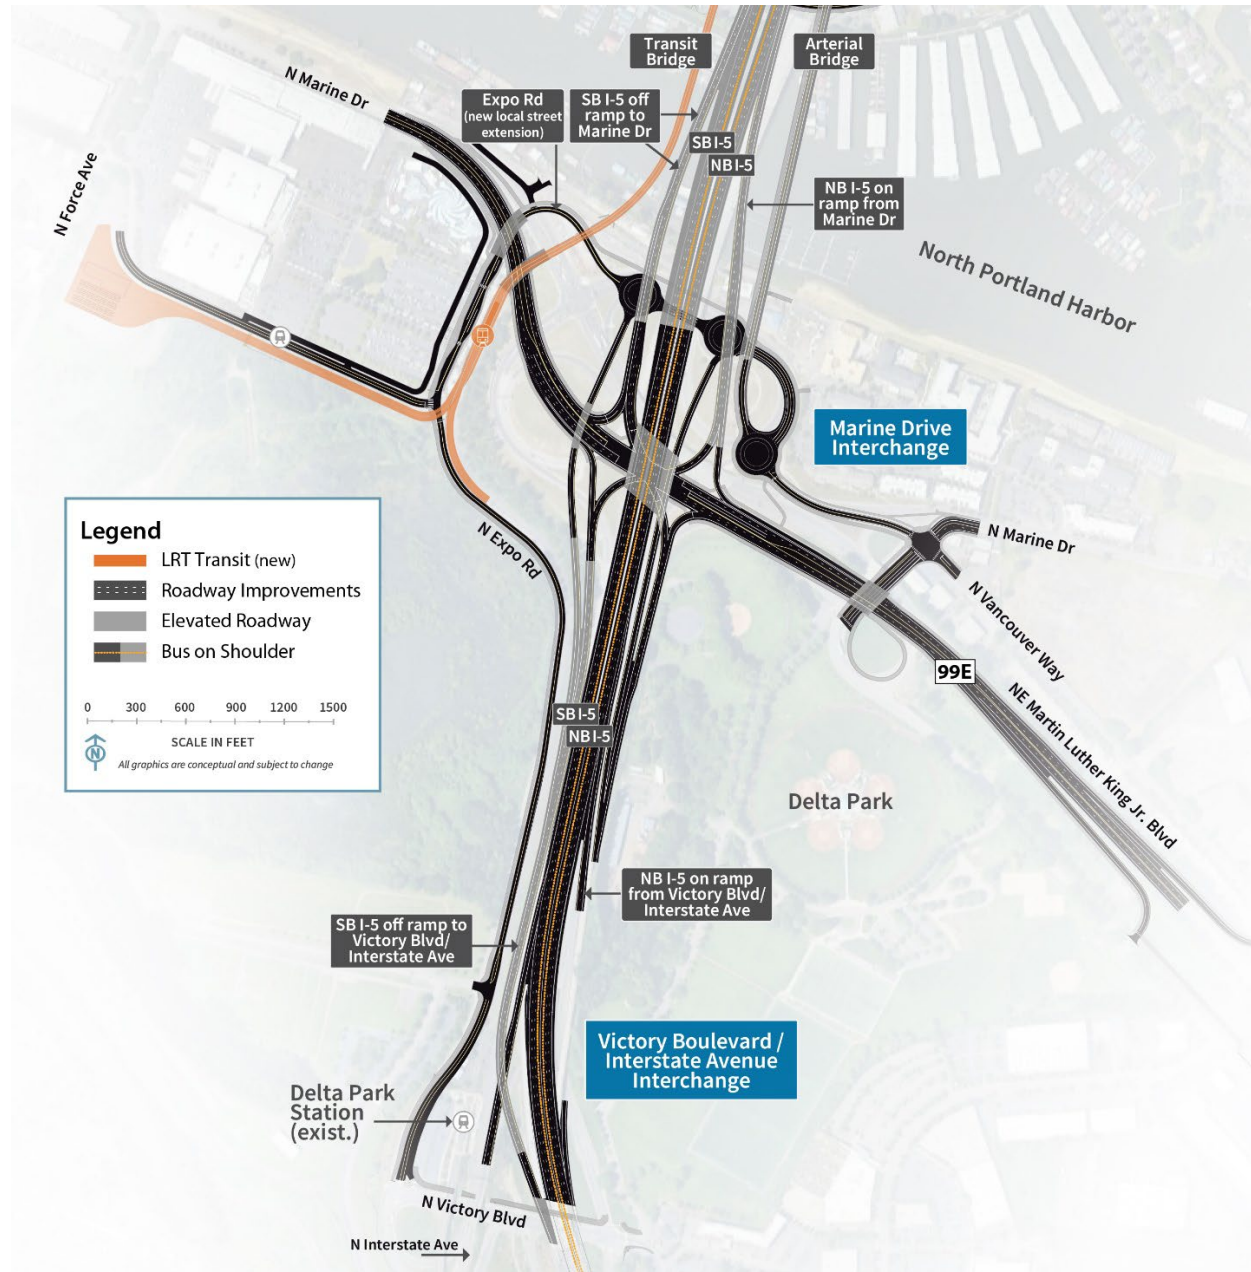 Transit
Bridge
Arterial
Bridge
N Marine Dr
Expo Rd
(new local street
extension)
SB I-5 off
ramp to
Marine Dr
SB I-5
NB I-5
N Force Ave
NB I-5 on
ramp from
Marine Dr
North Portland Harbor
Marine Drive
Interchange
Legend
LRT Transit (new)
Roadway Improvements
Elevated Roadway
Bus on Shoulder
0 300 600 900 1200 1500
SCALE IN FEET
N
All graphics are conceptual and subject to change
N Expo Rd
N Marine Dr
N Vancouver Way
99E
NE Martin Luther King Jr. Blvd
SB I-5
NB I-5
Delta Park
NB I-5 on ramp
from Victory Blvd/
Interstate Ave
SB I-5 off ramp to
Victory Blvd/
Interstate Ave
Victory Boulevard /
Interstate Avenue
Interchange
Delta Park
Station
(exist.)
N Victory Blvd
N Interstate Ave